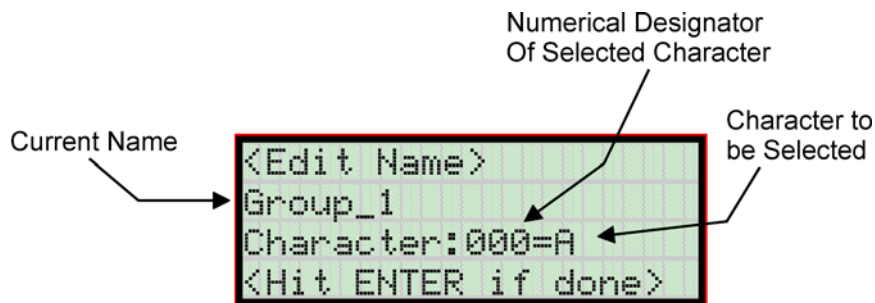 Numerical Designator
Of Selected Character
Character to
be Selected
Current Name
<Edit Name>
Group_1
Character:000=A
<Hit ENTER if done>